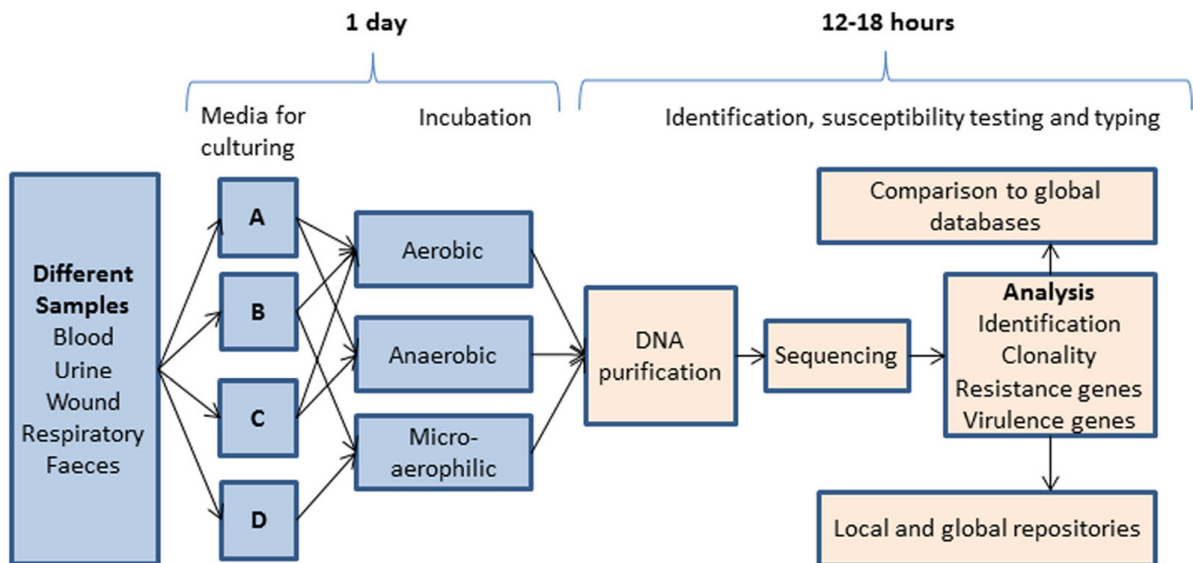 1 day
12-18 hours
Media for
culturing
Incubation
Identification, susceptibility testing and typing
Different
Samples
Blood
Urine
Wound
Respiratory
Faeces
A
B
C
D
Aerobic
Anaerobic
Micro-
aerophilic
DNA
purification
Sequencing
Comparison to global
databases
Analysis
Identification
Clonality
Resistance genes
Virulence genes
Local and global repositories